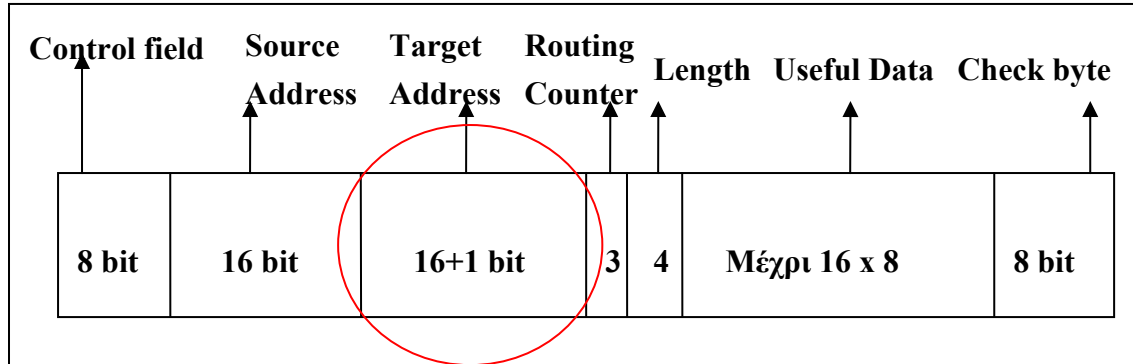 Control field
Source
Address
Target
Address
Routing
Counter
Length
Useful Data
Check byte
8 bit
16 bit
16+1 bit
3
4
Μέχρι 16 x 8
8 bit